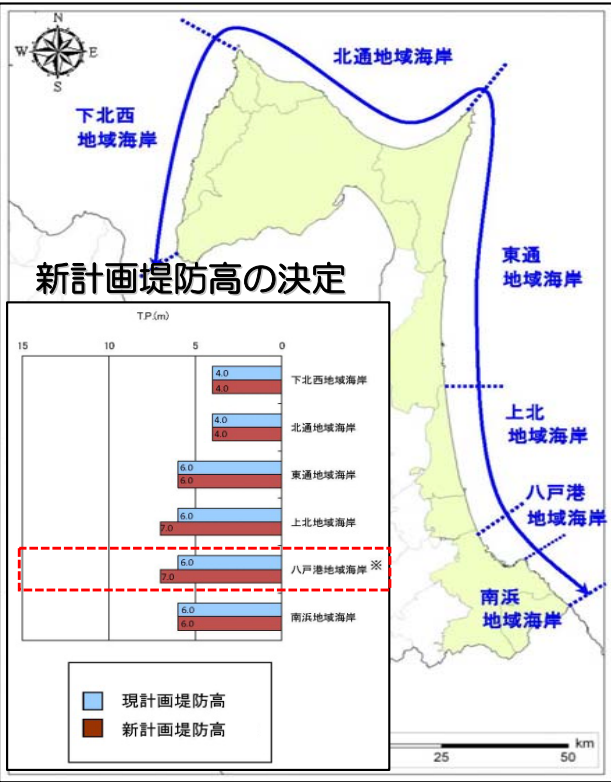 N
W
E
S
北通地域海岸
下北西
地域海岸
東通
地域海岸
上北
地域海岸
八戸港
地域海岸
南浜
地域海岸
新計画堤防高の決定
T.P.(m)
15 10 5 0
4.0
4.0
下北西地域海岸
4.0
4.0
北通地域海岸
6.0
6.0
東通地域海岸
6.0
7.0
上北地域海岸
6.0
7.0
八戸港地域海岸 ※
6.0
6.0
南浜地域海岸
現計画堤防高
新計画堤防高
km
25 50